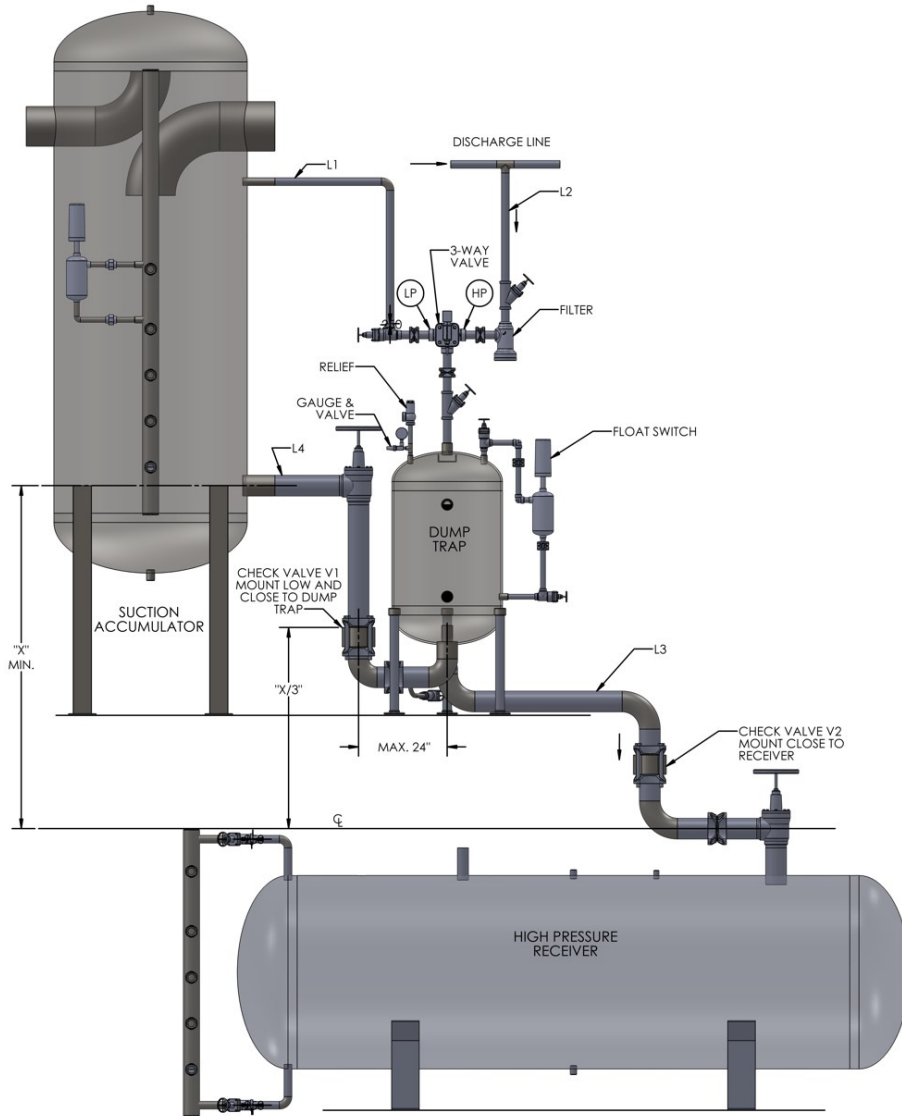 DISCHARGE LINE
L1
L2
3-WAY
VALVE
LP
HP
FILTER
RELIEF
GAUGE &
VALVE
FLOAT SWITCH
L4
DUMP
TRAP
CHECK VALVE V1
MOUNT LOW AND
CLOSE TO DUMP
TRAP
SUCTION
ACCUMULATOR
"X"
MIN.
"X/3"
L3
MAX. 24"
CHECK VALVE V2
MOUNT CLOSE TO
RECEIVER
℄
HIGH PRESSURE
RECEIVER